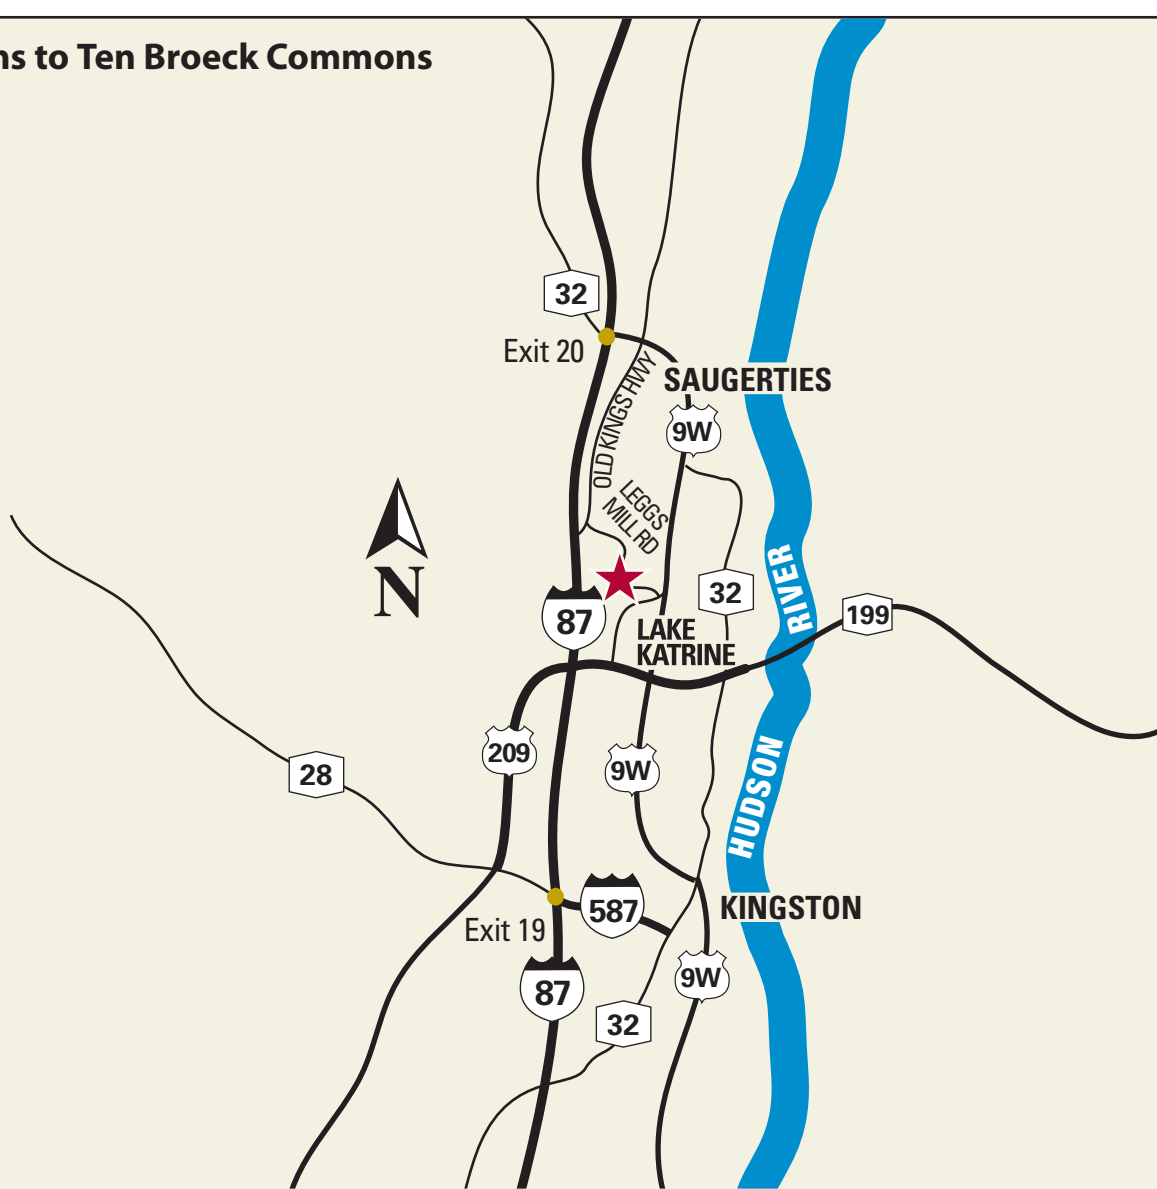 ns to Ten Broeck Commons
32
Exit 20
SAUGERTIES
OLD KINGS HWY
9W
LEGGS
MILL RD
N
87
32
RIVER
199
LAKE
KATRINE
209
9W
28
HUDSON
587
KINGSTON
Exit 19
87
9W
32